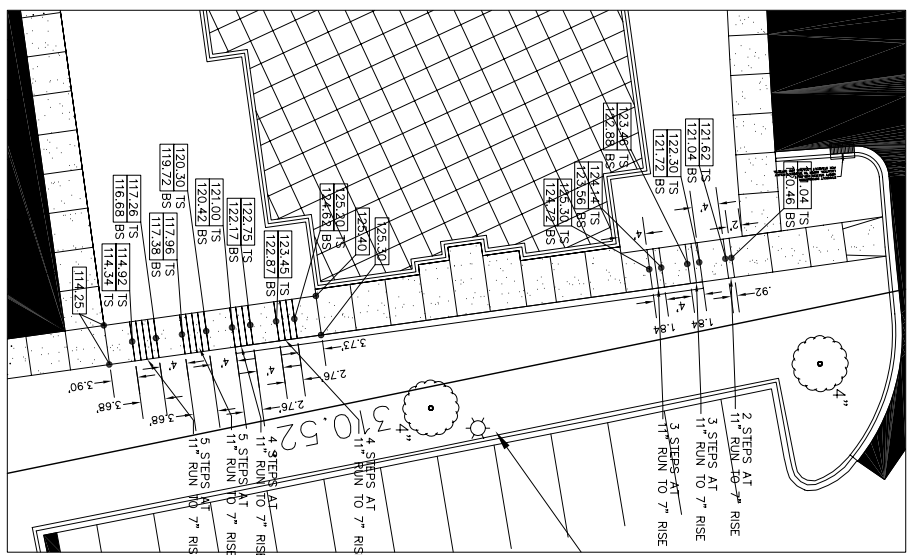 114.25
114.92 TS
114.34 TS
117.26 TS
116.68 BS
117.96 TS
117.38 BS
120.30 TS
119.72 BS
121.00 TS
120.42 BS
122.75 TS
122.17 BS
123.45 TS
122.87 BS
125.20 TS
124.62 BS
125.40
125.30
125.30 TS
124.72 BS
124.14 TS
123.56 BS
123.46 TS
122.88 BS
122.30 TS
121.72 BS
121.62 TS
121.04 BS
.04 TS
0.46 BS
3.90'
3.68'
4'
3.68'
4'
4'
2.76'
4'
2.76
3.73'
4'
1.84
4'
4'
1.84
2'
.92
310.52
4"
4"
5 STEPS AT
11" RUN TO 7" RISE
5 STEPS AT
11" RUN TO 7" RISE
4 STEPS AT
11" RUN TO 7" RIS
4 STEPS AT
11" RUN TO 7" RISE
3 STEPS AT
11" RUN TO 7" RISE
3 STEPS AT
11" RUN TO 7" RISE
2 STEPS AT
11" RUN TO 7" RISE